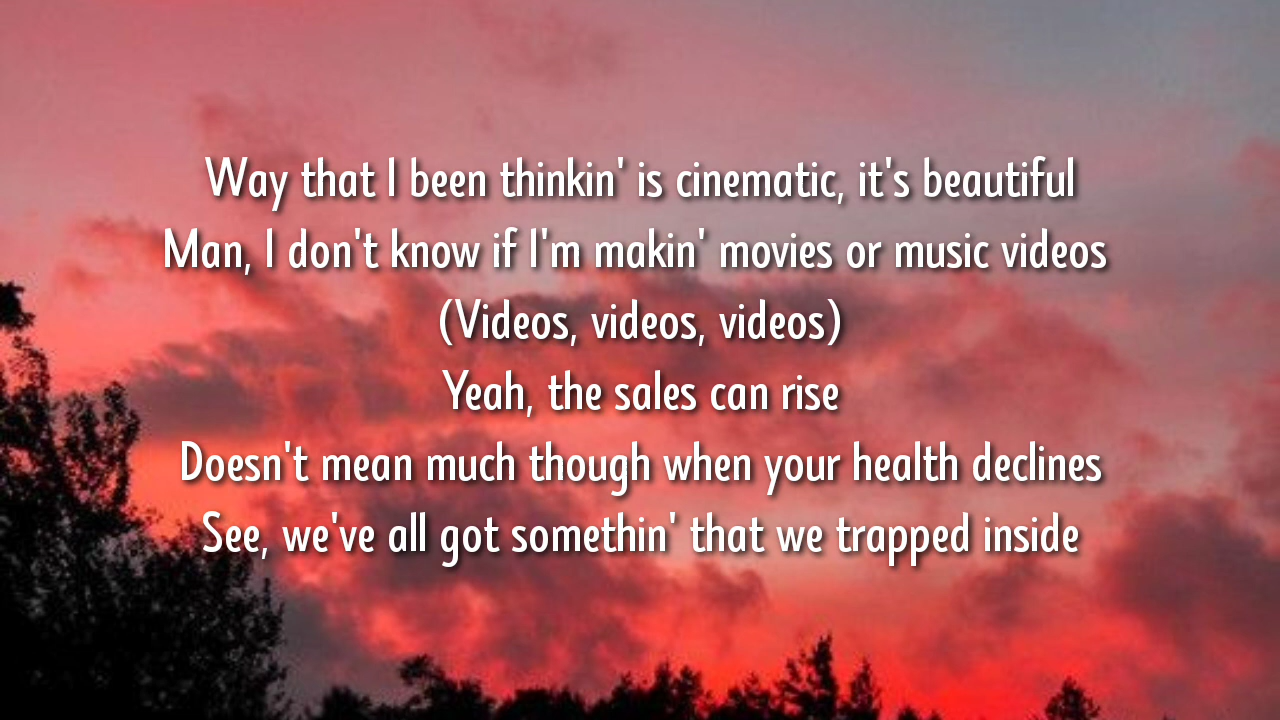 Way that I been thinkin' is cinematic, it's beautiful
Man, I don't know if I'm makin' movies or music videos
(Videos, videos, videos)
Yeah, the sales can rise
Doesn't mean much though when your health declines
See, we've all got somethin' that we trapped inside